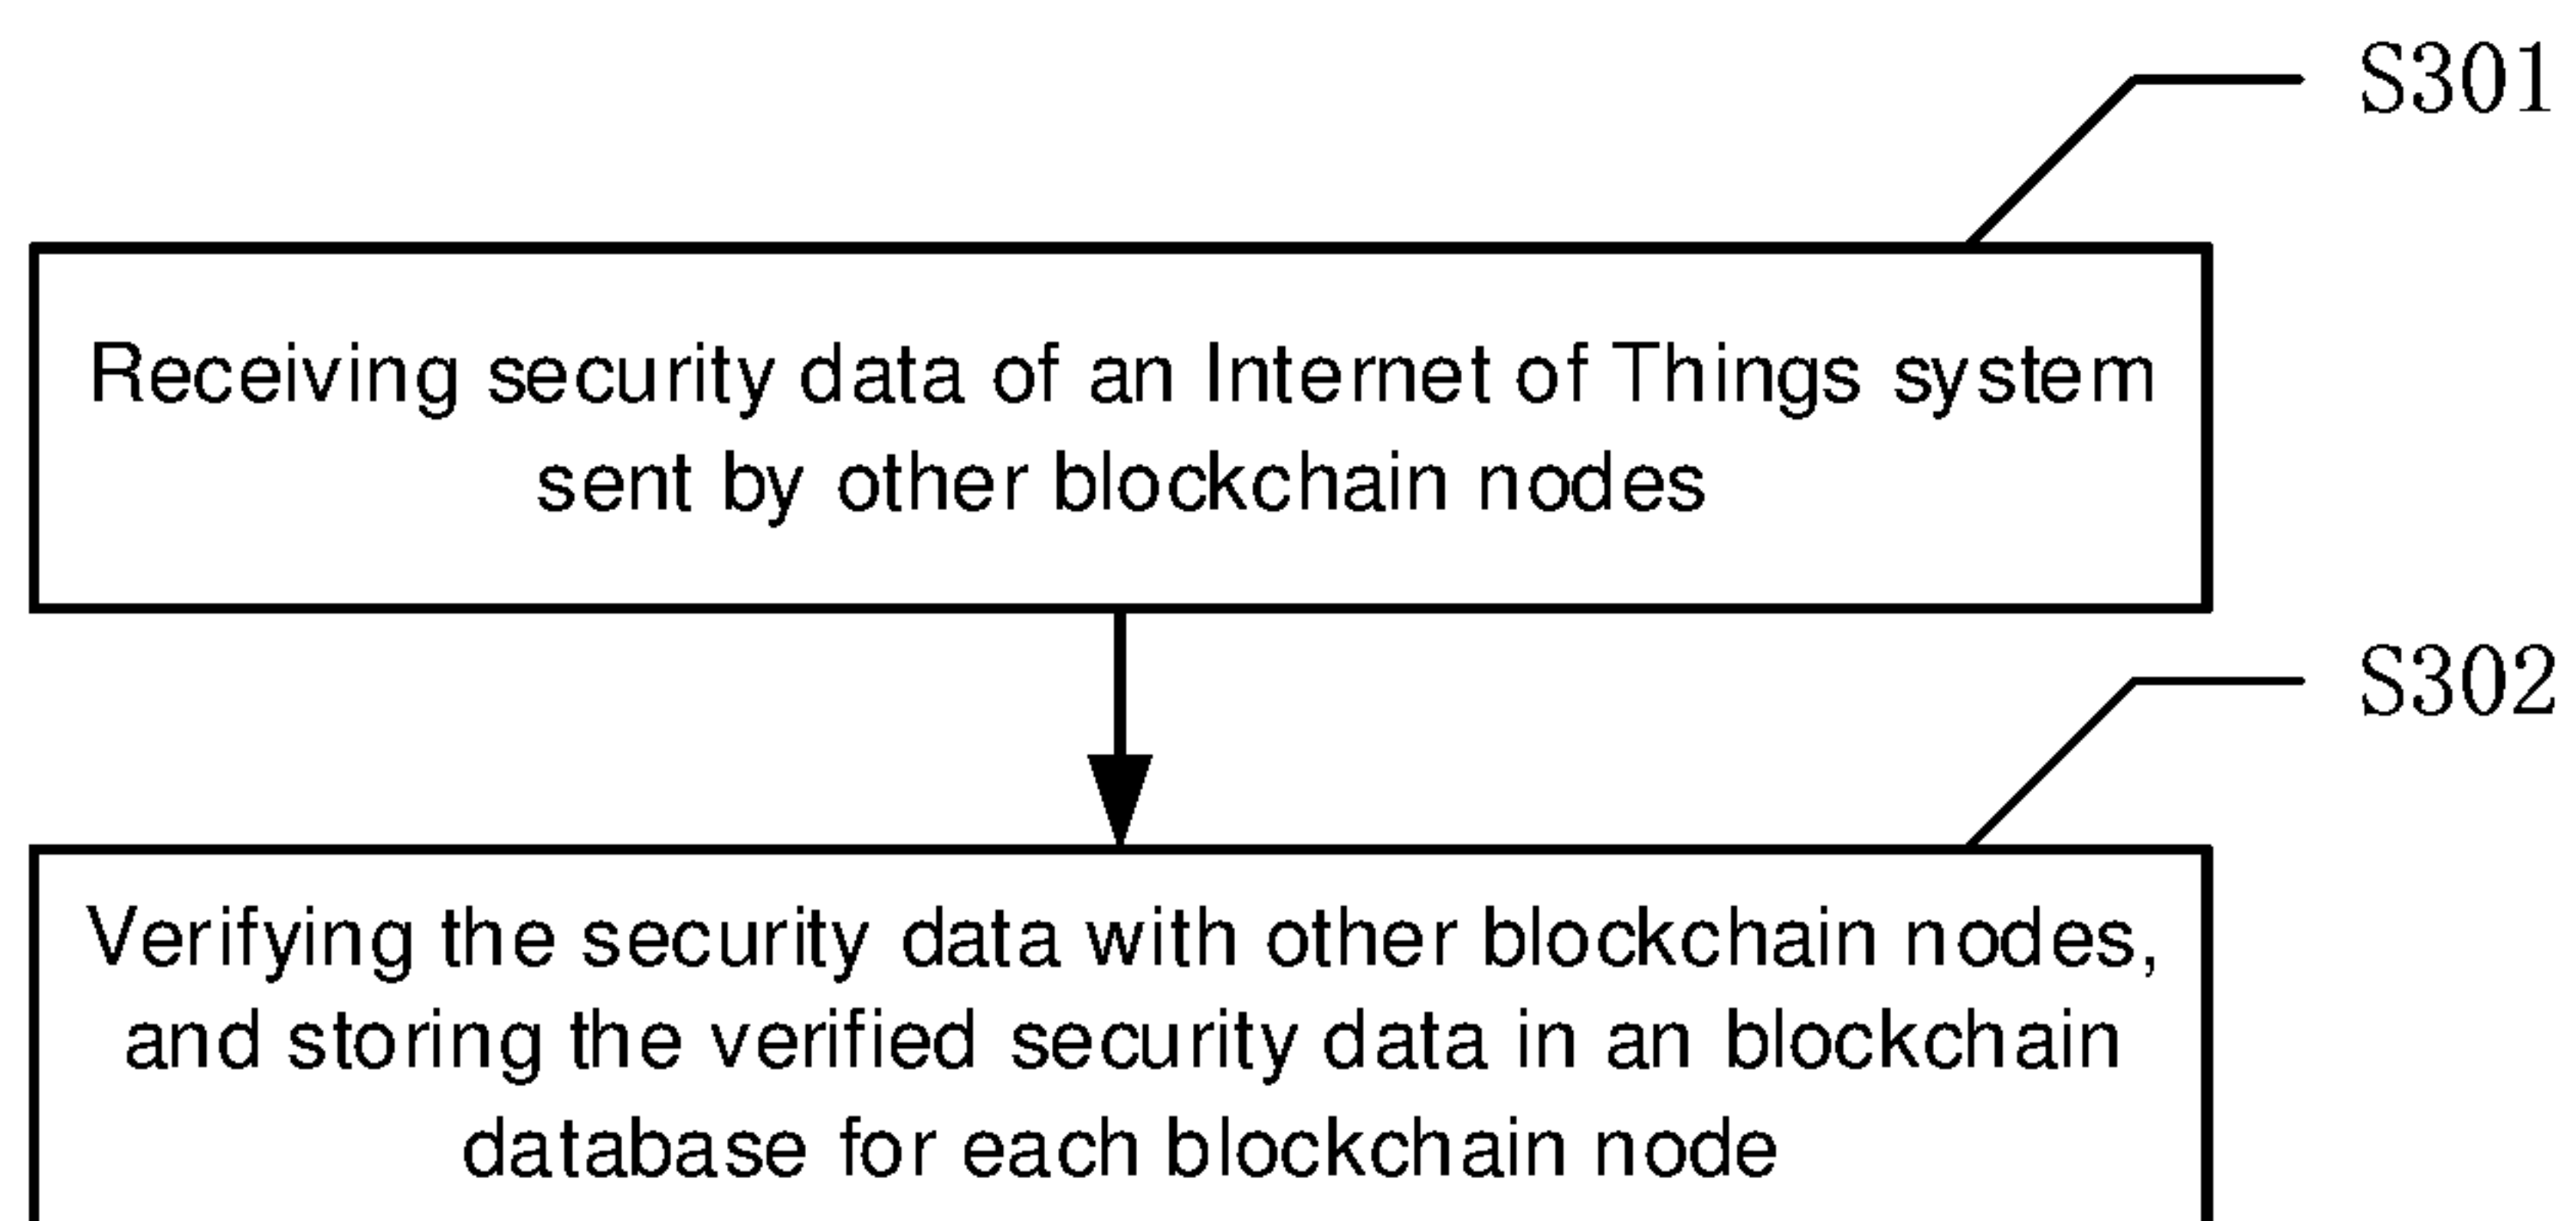 S301
Receiving security data of an Internet of Things system
sent by other blockchain nodes
S302
Verifying the security data with other blockchain nodes,
and storing the verified security data in an blockchain
database for each blockchain node